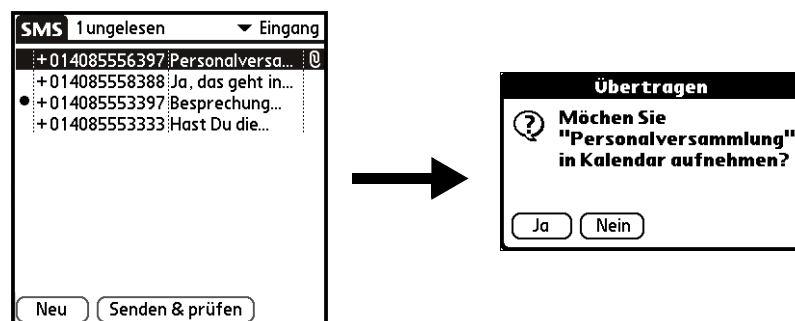 SMS 1 ungelesen Eingang
+014085556397 Personalversa...
+014085558388 Ja, das geht in...
+014085553397 Besprechung...
+014085553333 Hast Du die...
Neu Senden & prüfen
Übertragen
Möchen Sie
"Personalversammlung"
in Kalendar aufnehmen?
Ja Nein